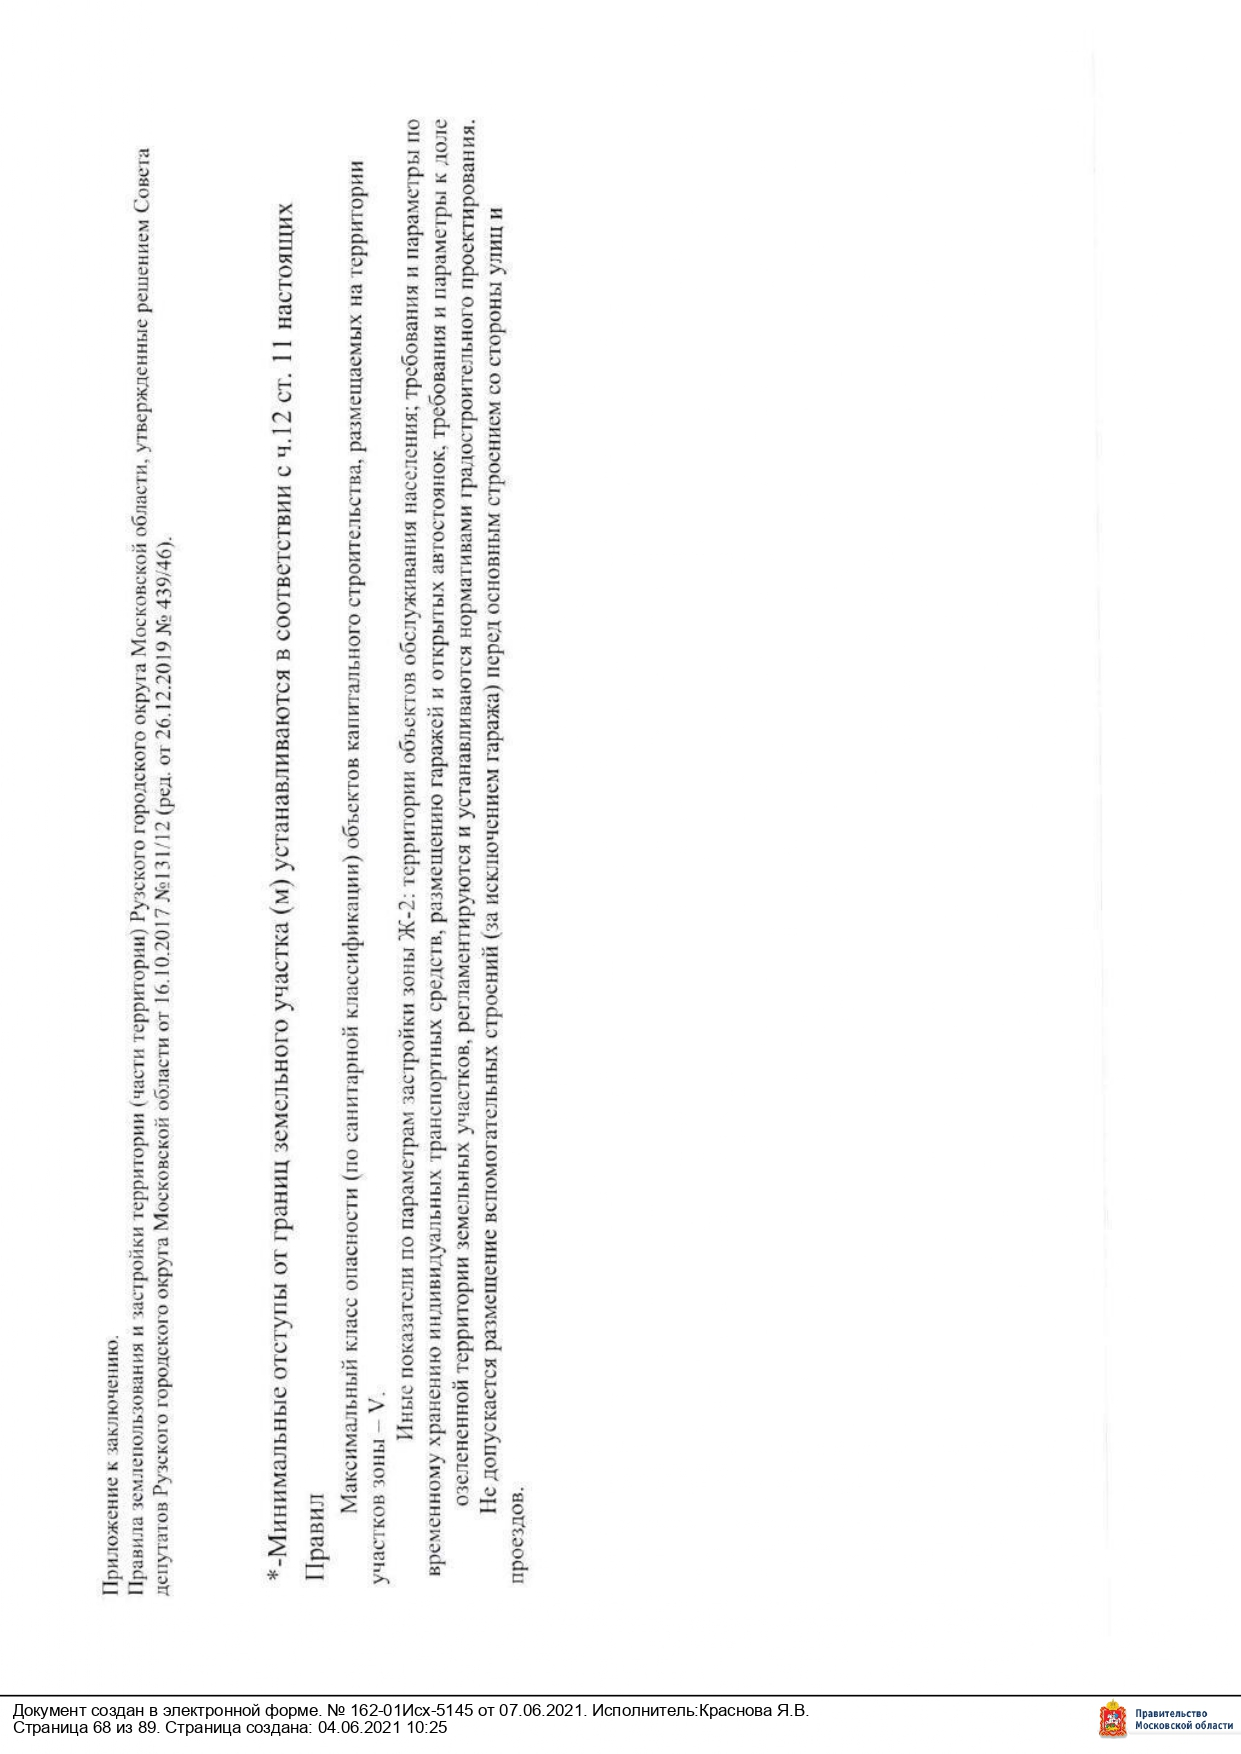 Приложение к заключению.
Правила землепользования и застройки территории (части территории) Рузского городского округа Московской области, утвержденные решением Совета
депутатов Рузского городского округа Московской области от 16.10.2017 №131/12 (ред. от 26.12.2019 № 439/46).
*-Минимальные отступы от границ земельного участка (м) устанавливаются в соответствии с ч.12 ст. 11 настоящих
Правил
Максимальный класс опасности (по санитарной классификации) объектов капитального строительства, размещаемых на территории
участков зоны – V.
Иные показатели по параметрам застройки зоны Ж-2: территории объектов обслуживания населения; требования и параметры по
временному хранению индивидуальных транспортных средств, размещению гаражей и открытых автостоянок, требования и параметры к доле
озелененной территории земельных участков, регламентируются и устанавливаются нормативами градостроительного проектирования.
Не допускается размещение вспомогательных строений (за исключением гаража) перед основным строением со стороны улиц и
проездов.
Документ создан в электронной форме. № 162-01Исх-5145 от 07.06.2021. Исполнитель:Краснова Я.В.
Страница 68 из 89. Страница создана: 04.06.2021 10:25
Правительство
Московской области